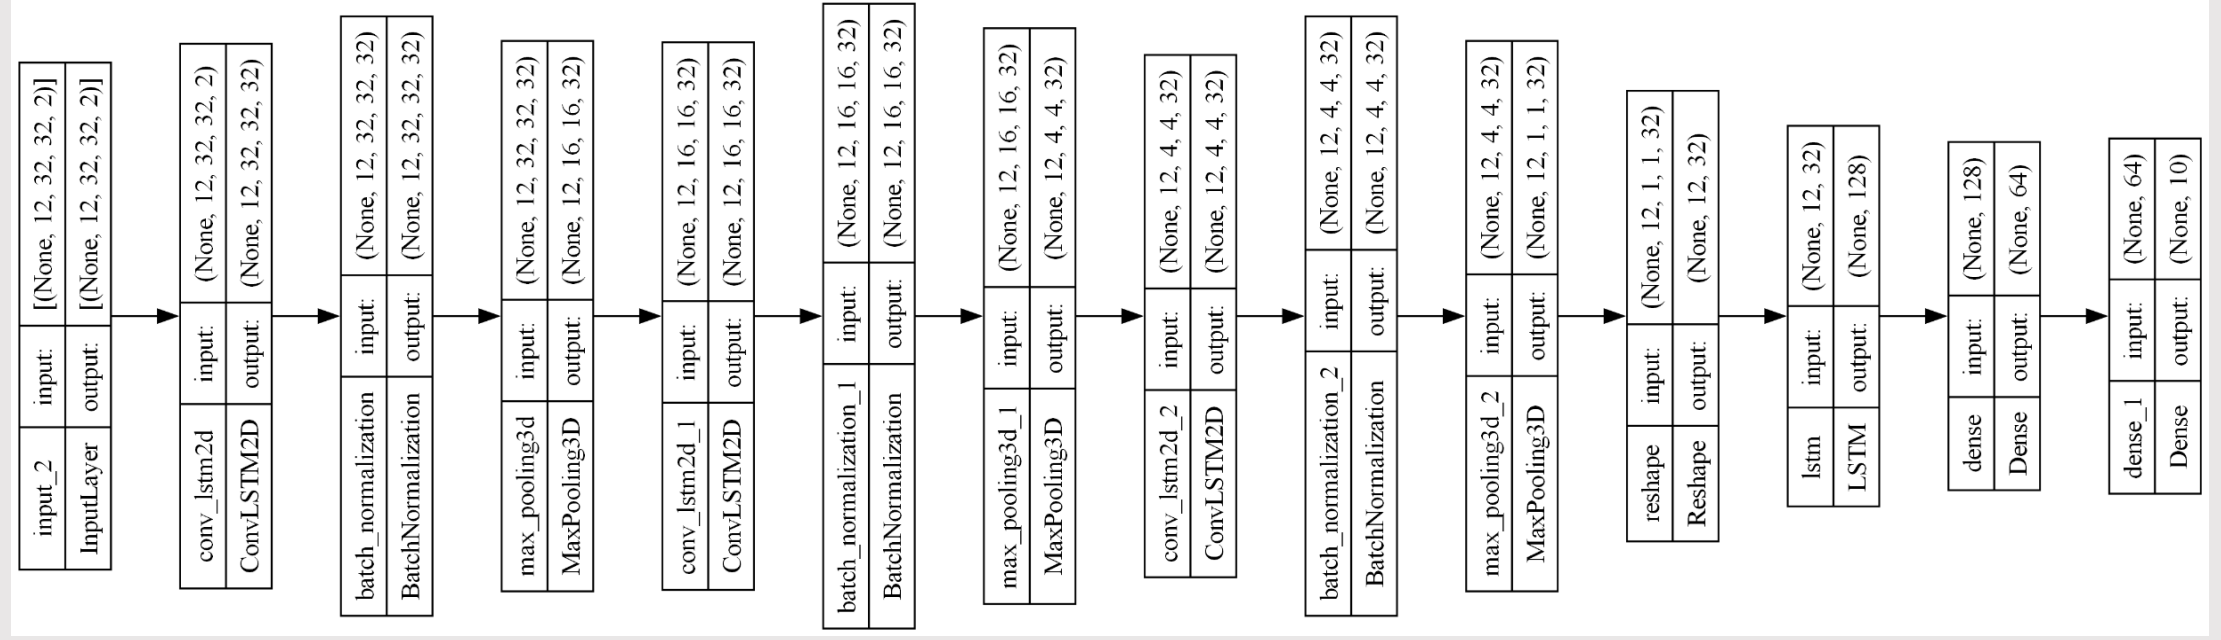 input_2 input: [(None, 12, 32, 32, 2)]
InputLayer output: [(None, 12, 32, 32, 2)]
conv_lstm2d input: (None, 12, 32, 32, 2)
ConvLSTM2D output: (None, 12, 32, 32, 32)
batch_normalization input: (None, 12, 32, 32, 32)
BatchNormalization output: (None, 12, 32, 32, 32)
max_pooling3d input: (None, 12, 32, 32, 32)
MaxPooling3D output: (None, 12, 16, 16, 32)
conv_lstm2d_1 input: (None, 12, 16, 16, 32)
ConvLSTM2D output: (None, 12, 16, 16, 32)
batch_normalization_1 input: (None, 12, 16, 16, 32)
BatchNormalization output: (None, 12, 16, 16, 32)
max_pooling3d_1 input: (None, 12, 16, 16, 32)
MaxPooling3D output: (None, 12, 4, 4, 32)
conv_lstm2d_2 input: (None, 12, 4, 4, 32)
ConvLSTM2D output: (None, 12, 4, 4, 32)
batch_normalization_2 input: (None, 12, 4, 4, 32)
BatchNormalization output: (None, 12, 4, 4, 32)
max_pooling3d_2 input: (None, 12, 4, 4, 32)
MaxPooling3D output: (None, 12, 1, 1, 32)
reshape input: (None, 12, 1, 1, 32)
Reshape output: (None, 12, 32)
lstm input: (None, 12, 32)
LSTM output: (None, 128)
dense input: (None, 128)
Dense output: (None, 64)
dense_1 input: (None, 64)
Dense output: (None, 10)